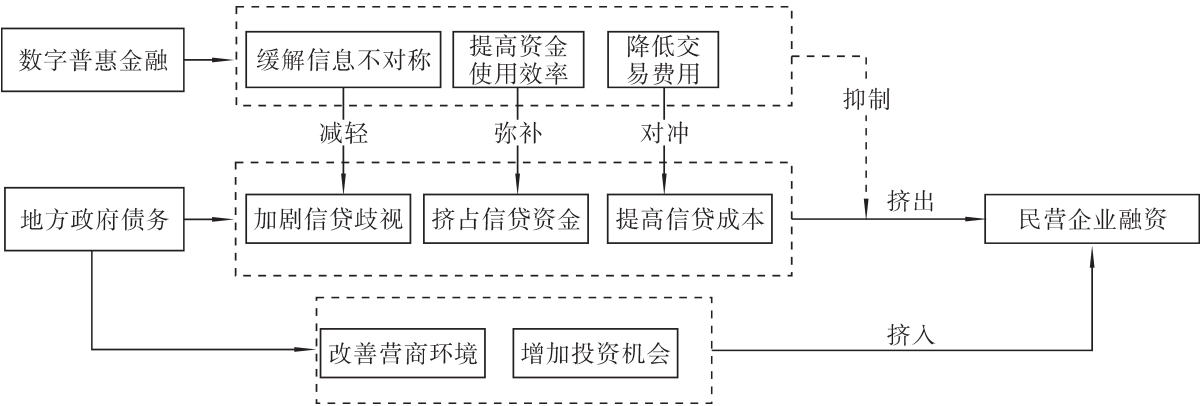 数字普惠金融
缓解信息不对称
提高资金
使用效率
降低交
易费用
抑制
减轻
弥补
对冲
地方政府债务
加剧信贷歧视
挤占信贷资金
提高信贷成本
挤出
民营企业融资
改善营商环境
增加投资机会
挤入